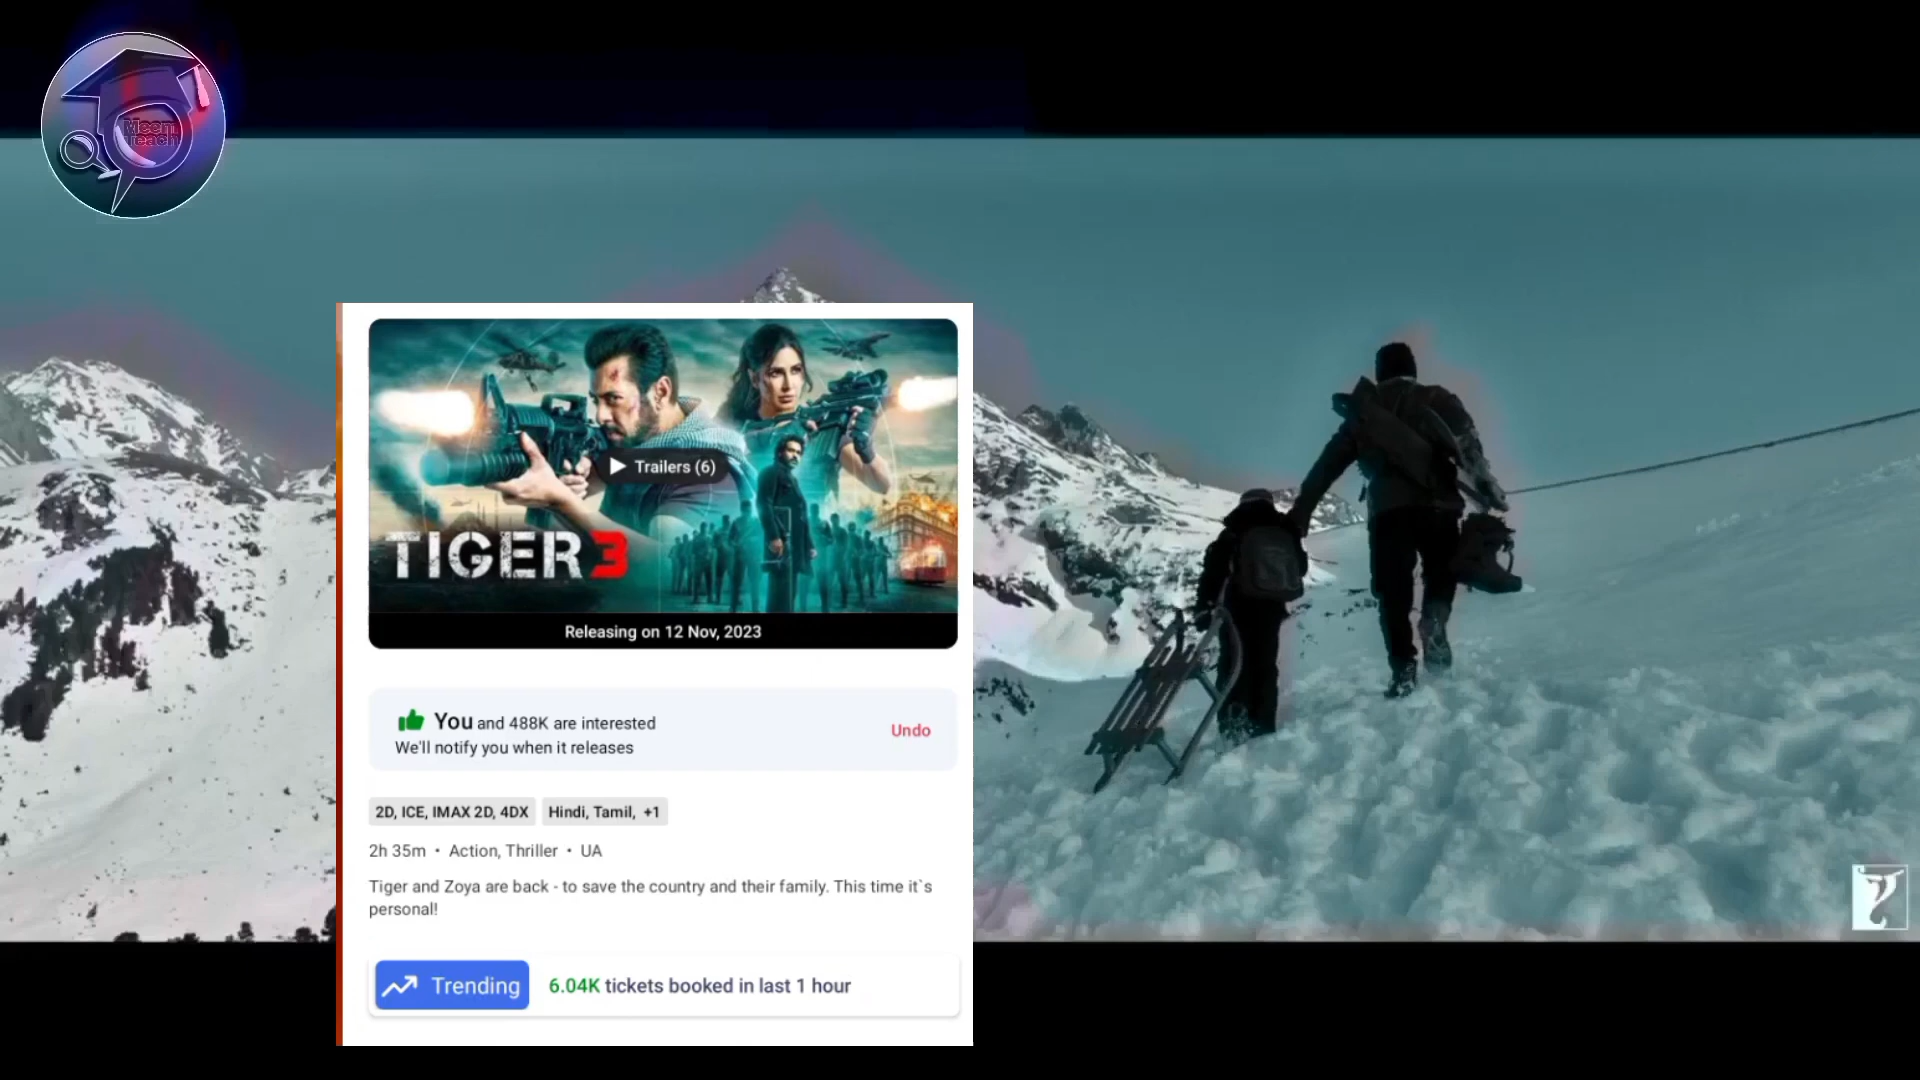 Meem
Teach
Trailers (6)
TIGER 3
Releasing on 12 Nov, 2023
You and 488K are interested
We'll notify you when it releases
Undo
2D, ICE, IMAX 2D, 4DX
Hindi, Tamil, +1
2h 35m • Action, Thriller • UA
Tiger and Zoya are back - to save the country and their family. This time it`s
personal!
Trending
6.04K tickets booked in last 1 hour